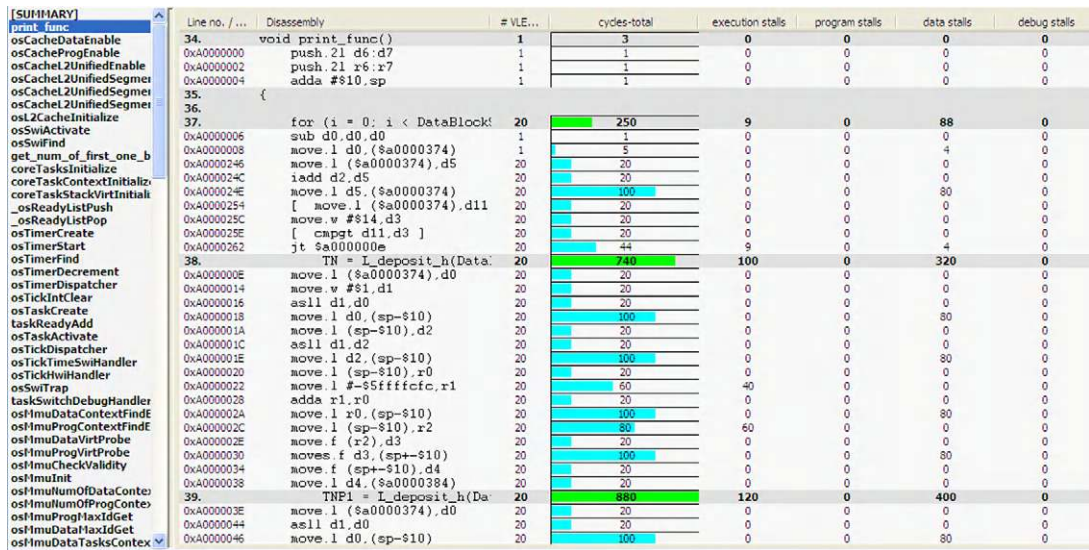 [SUMMARY]
print_func
osCacheDataEnable
osCacheProgEnable
osCacheL2UnifiedEnable
osCacheL2UnifiedSegmer
osCacheL2UnifiedSegmer
osL2CacheInitialize
osSwiActivate
osSwiFind
get_num_of_first_one_b
coreTasksInitialize
coreTaskContextInitialize
coreTaskStackVirtInitializ
_osReadyListPush
_osReadyListPop
osTimerCreate
osTimerStart
osTimerFind
osTimerDecrement
osTimerDispatcher
osTickIntClear
osTaskCreate
taskReadyAdd
osTaskActivate
osTickDispatcher
osTickTimeSwiHandler
osTickHwiHandler
osSwiTrap
taskSwitchDebugHandler
osMmuDataContextFindE
osMmuProgContextFindE
osMmuDataVirtProbe
osMmuProgVirtProbe
osMmuCheckValidity
osMmuInit
osMmuNumOfDataContex
osMmuNumOfProgContex
osMmuProgMaxIdGet
osMmuDataMaxIdGet
osMmuDataTasksContex
Line no. / ... Disassembly # VLE... cycles-total execution stalls program stalls data stalls debug stalls
34. void print_func() 1 3 0 0 0 0
0xA0000000 push.2l d6:d7 1 1 0 0 0 0
0xA0000002 push.2l r6:r7 1 1 0 0 0 0
0xA0000004 adda #$10,sp 1 1 0 0 0 0
35. {
36.
37. for (i = 0; i < DataBlockS 20 250 9 0 88 0
0xA0000006 sub d0,d0,d0 1 1 0 0 0 0
0xA0000008 move.l d0,($a0000374) 1 5 0 0 4 0
0xA0000246 move.l ($a0000374),d5 20 20 0 0 0 0
0xA000024C iadd d2,d5 20 20 0 0 0 0
0xA000024E move.l d5,($a0000374) 20 100 0 0 80 0
0xA0000254 [ move.l ($a0000374),d11 20 20 0 0 0 0
0xA000025C move.w #$14,d3 20 20 0 0 0 0
0xA000025E [ cmpgt d11,d3 ] 20 20 0 0 0 0
0xA0000262 jt $a000000e 20 44 9 0 4 0
38. TN = L_deposit_h(Data 20 740 100 0 320 0
0xA000000E move.l ($a0000374),d0 20 20 0 0 0 0
0xA0000014 move.w #$1,d1 20 20 0 0 0 0
0xA0000016 asll d1,d0 20 20 0 0 0 0
0xA0000018 move.l d0,(sp-$10) 20 100 0 0 80 0
0xA000001A move.l (sp-$10),d2 20 20 0 0 0 0
0xA000001C asll d1,d2 20 20 0 0 0 0
0xA000001E move.l d2,(sp-$10) 20 100 0 0 80 0
0xA0000020 move.l (sp-$10),r0 20 20 0 0 0 0
0xA0000022 move.l #-$5ffffcfc,r1 20 60 40 0 0 0
0xA0000028 adda r1,r0 20 20 0 0 0 0
0xA000002A move.l r0,(sp-$10) 20 100 0 0 80 0
0xA000002C move.l (sp-$10),r2 20 80 60 0 0 0
0xA000002E move.f (r2),d3 20 20 0 0 0 0
0xA0000030 moves.f d3,(sp+-$10) 20 100 0 0 80 0
0xA0000034 move.f (sp+-$10),d4 20 20 0 0 0 0
0xA0000038 move.l d4,($a0000384) 20 20 0 0 0 0
39. TNP1 = L_deposit_h(Da 20 880 120 0 400 0
0xA000003E move.l ($a0000374),d0 20 20 0 0 0 0
0xA0000044 asll d1,d0 20 20 0 0 0 0
0xA0000046 move.l d0,(sp-$10) 20 100 0 0 80 0